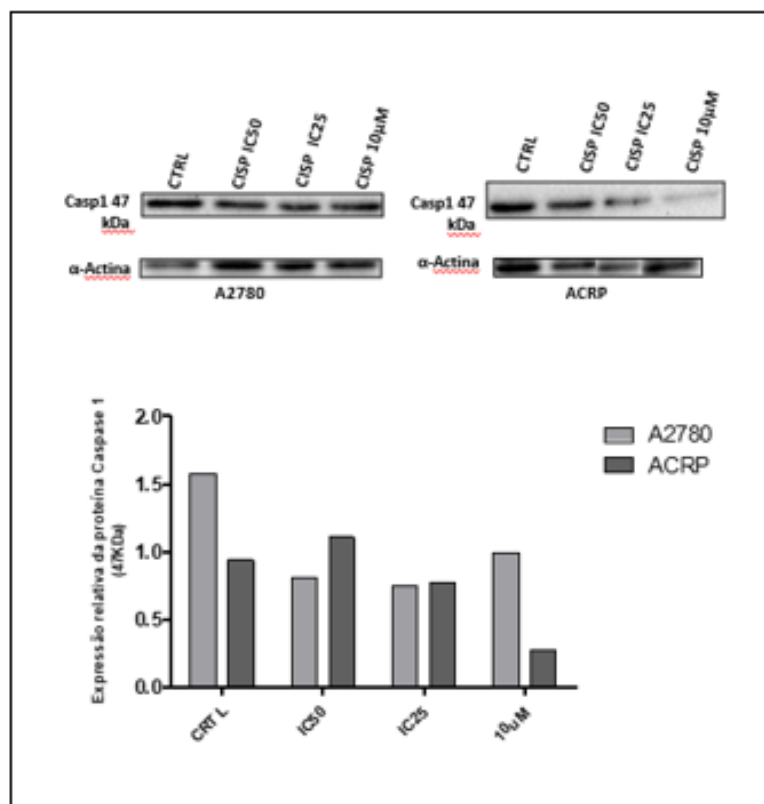 CTRL
CISP IC50
CISP IC25
CISP 10µM
CTRL
CISP IC50
CISP IC25
CISP 10µM
Casp1 47
kDa
Casp1 47
kDa
α-Actina
α-Actina
A2780
ACRP
Expressão relativa da proteína Caspase 1
(47KDa)
2.0
1.5
1.0
0.5
0.0
CRT L
IC50
IC25
10uM
A2780
ACRP